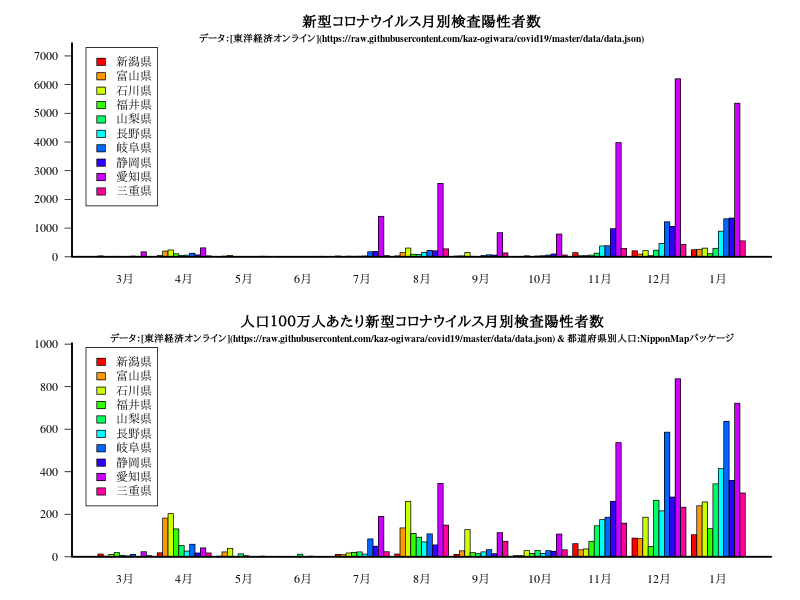 新型コロナウイルス月別検査陽性者数
データ:[東洋経済オンライン](https://raw.githubusercontent.com/kaz-ogiwara/covid19/master/data/data.json)
7000
6000
5000
4000
3000
2000
1000
0
新潟県
富山県
石川県
福井県
山梨県
長野県
岐阜県
静岡県
愛知県
三重県
3月 4月 5月 6月 7月 8月 9月 10月 11月 12月 1月
人口100万人あたり新型コロナウイルス月別検査陽性者数
データ:[東洋経済オンライン](https://raw.githubusercontent.com/kaz-ogiwara/covid19/master/data/data.json) & 都道府県別人口:NipponMapパッケージ
1000
800
600
400
200
0
新潟県
富山県
石川県
福井県
山梨県
長野県
岐阜県
静岡県
愛知県
三重県
3月 4月 5月 6月 7月 8月 9月 10月 11月 12月 1月